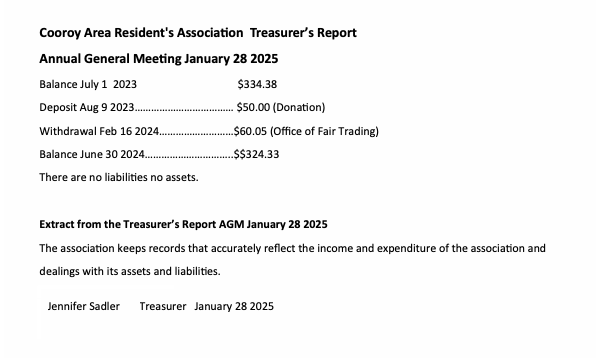 Cooroy Area Resident's Association  Treasurer's Report
Annual General Meeting January 28 2025
Balance July 1  2023 $334.38
Deposit Aug 9 2023................................. $50.00 (Donation)
Withdrawal Feb 16 2024.........................$60.05 (Office of Fair Trading)
Balance June 30 2024.............................$$324.33
There are no liabilities no assets.
Extract from the Treasurer's Report AGM January 28 2025
The association keeps records that accurately reflect the income and expenditure of the association and
dealings with its assets and liabilities.
Jennifer Sadler Treasurer January 28 2025